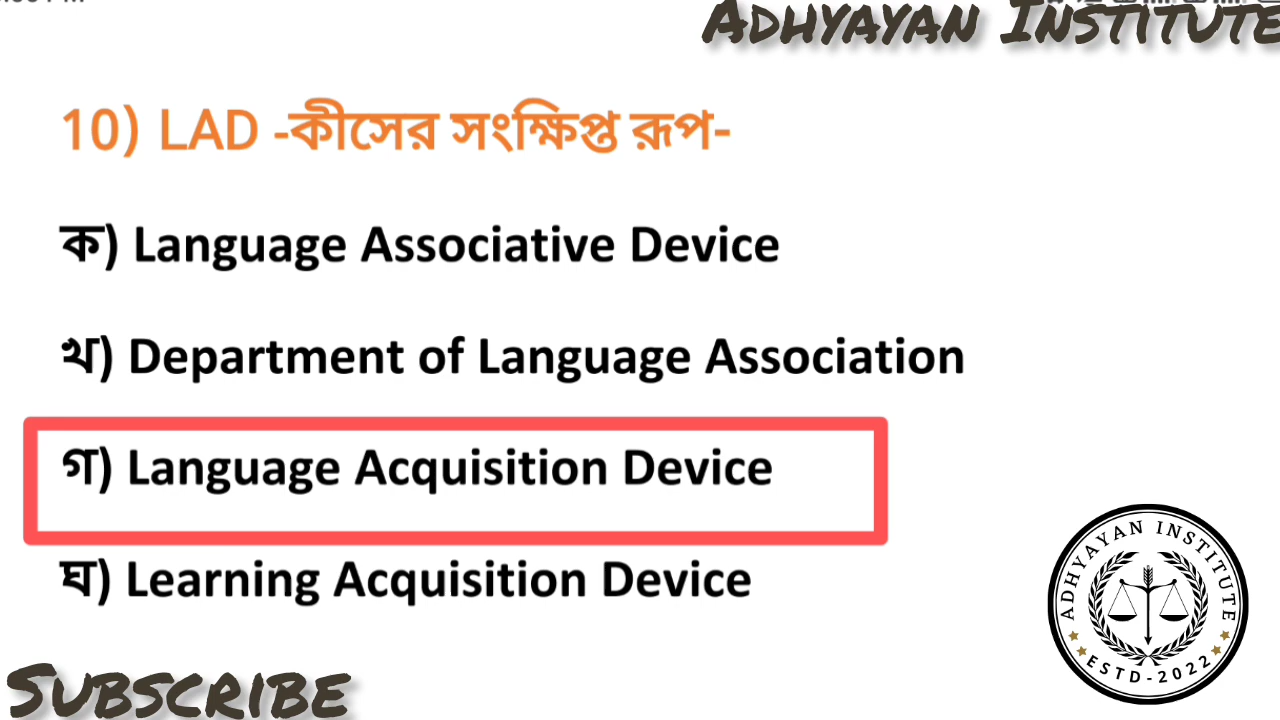 ADHYAYAN INSTITUTE
10) LAD -কীসের সংক্ষিপ্ত রূপ-
ক) Language Associative Device
খ) Department of Language Association
গ) Language Acquisition Device
ঘ) Learning Acquisition Device
ADHYAYAN INSTITUTE
ESTD-2022
SUBSCRIBE